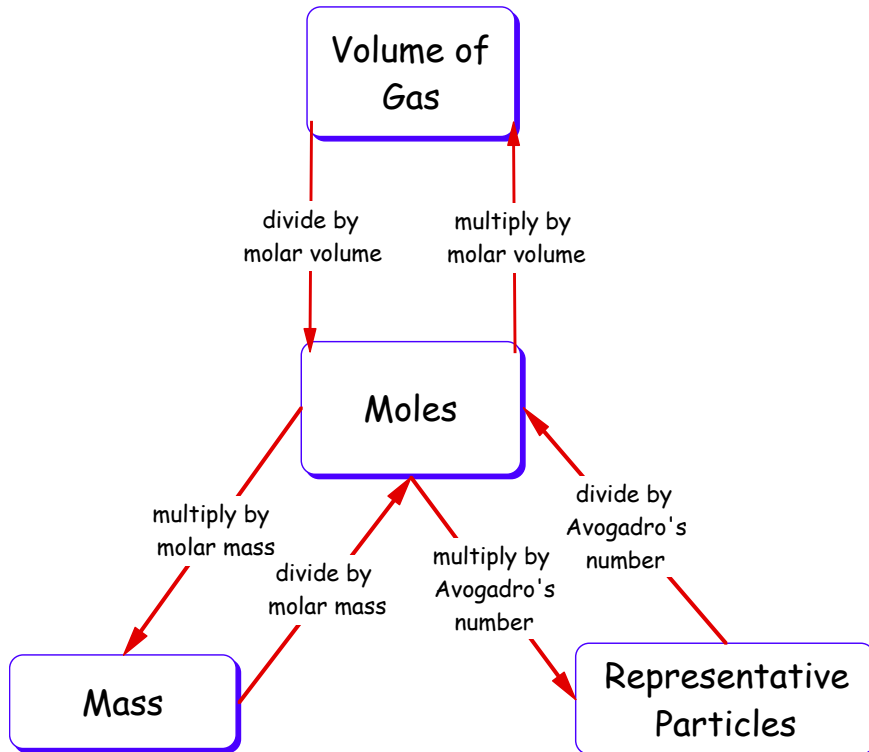 Volume of
Gas
divide by
molar volume
multiply by
molar volume
Moles
multiply by
molar mass
divide by
molar mass
multiply by
Avogadro's
number
divide by
Avogadro's
number
Mass
Representative
Particles